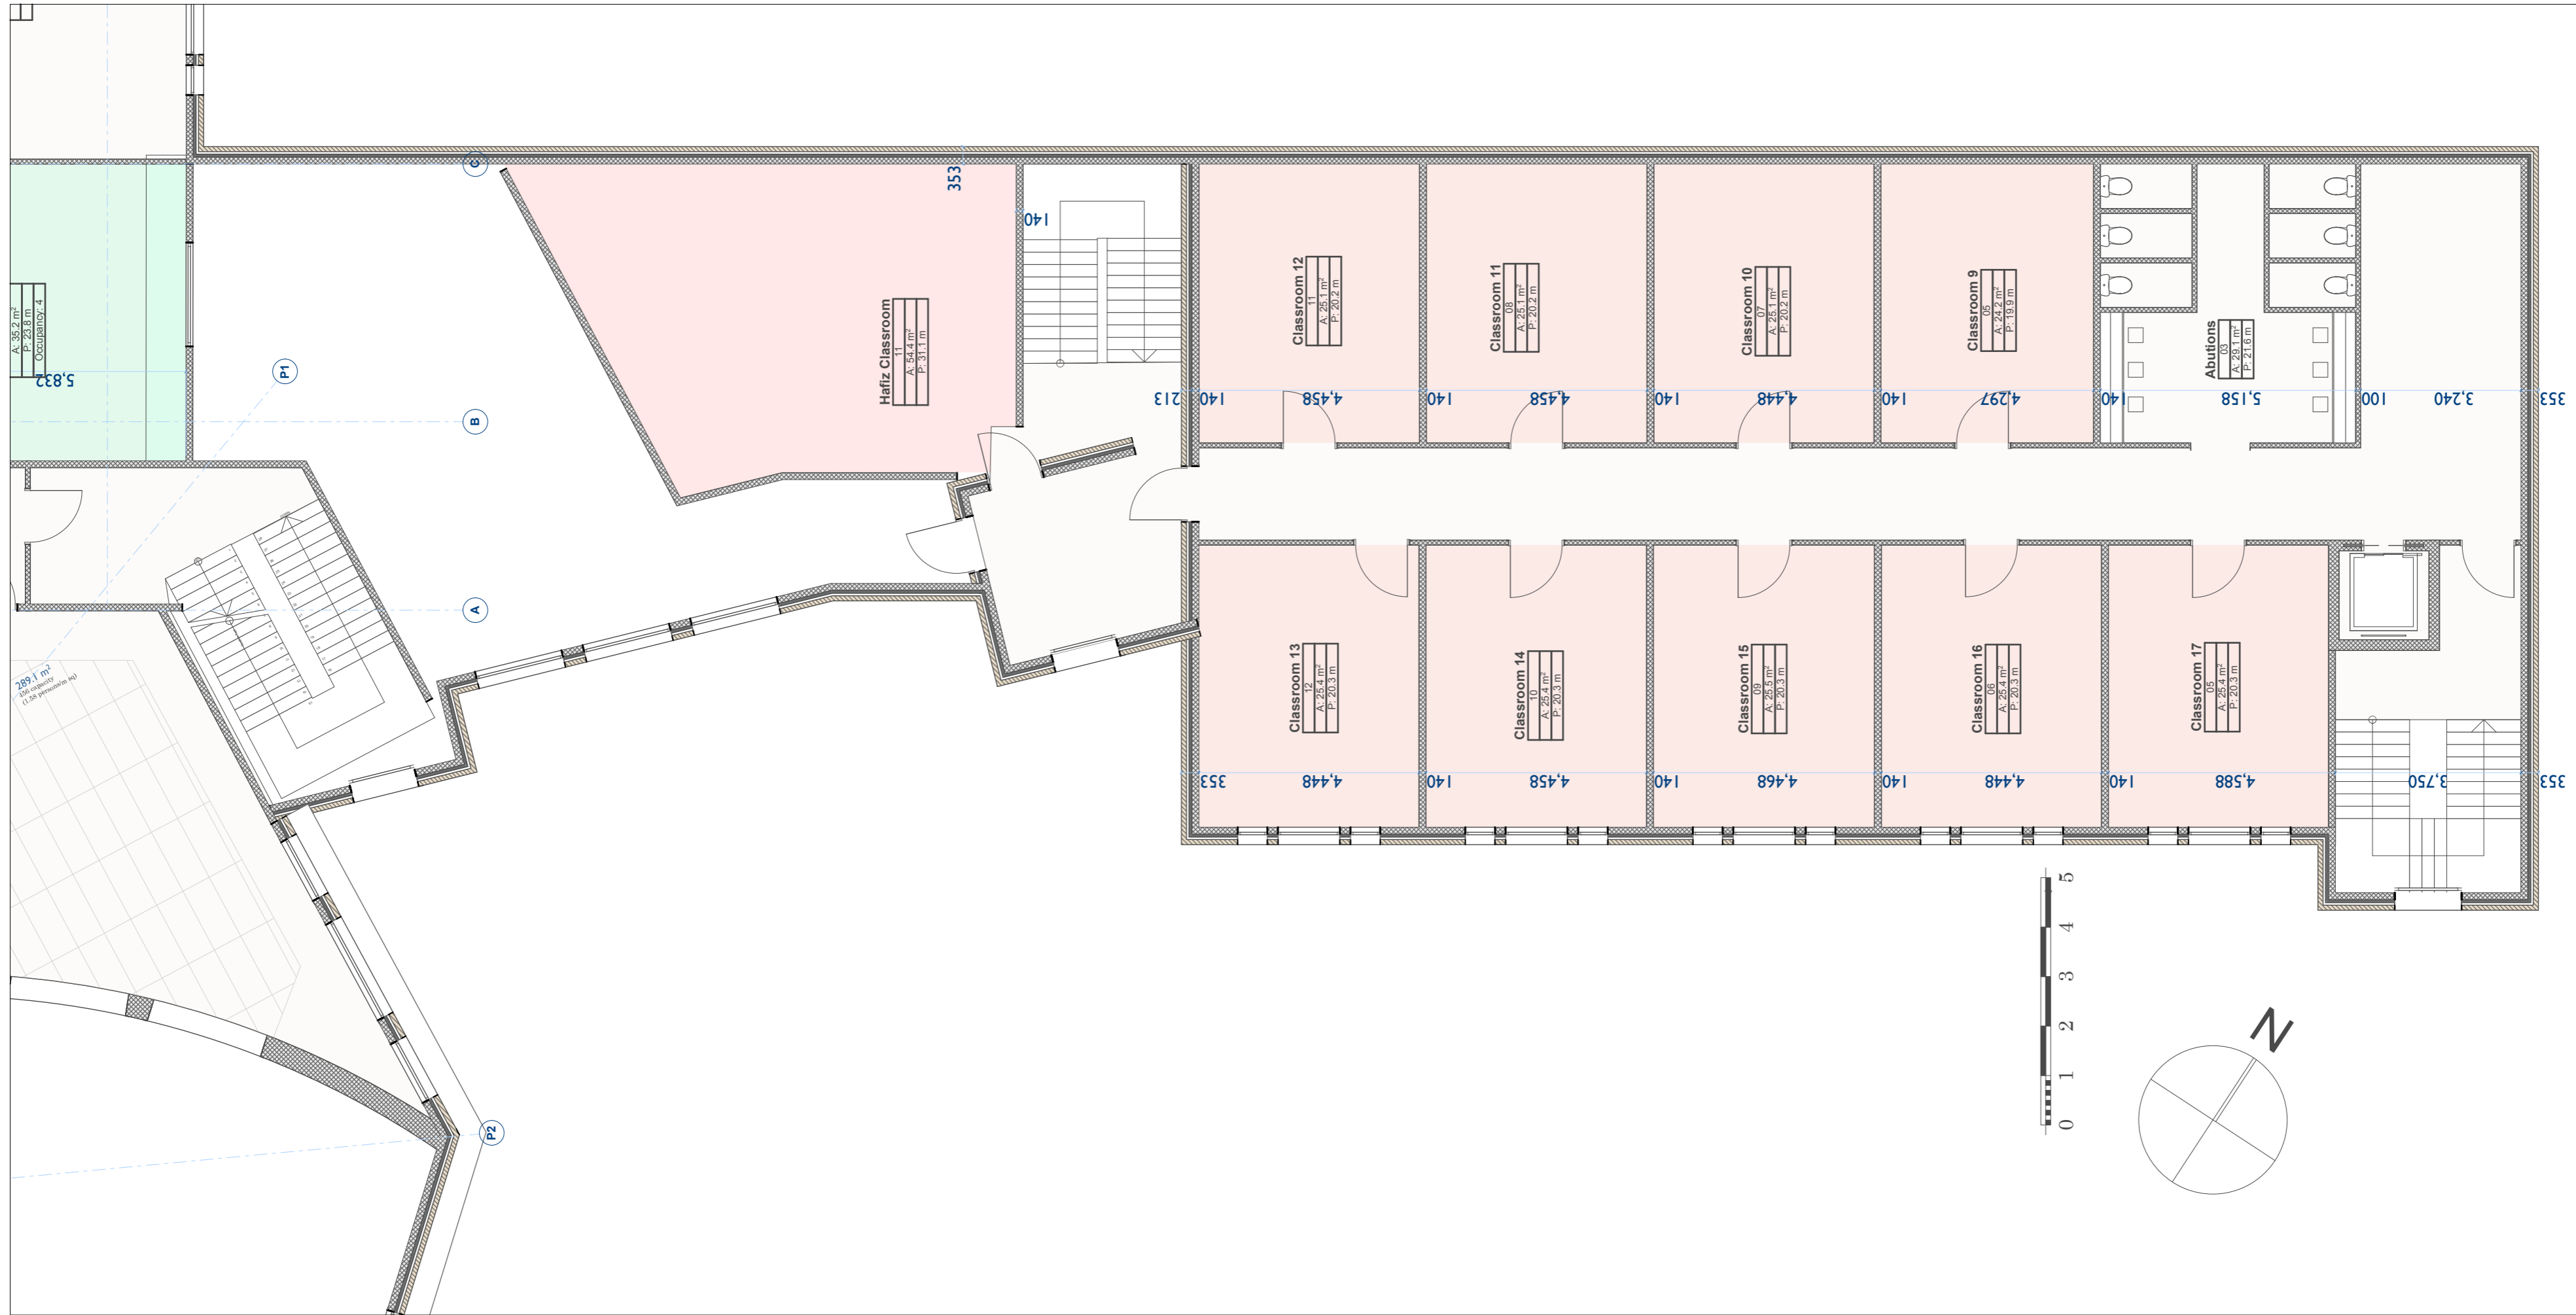 A: 35.2 m²
P: 23.8 m
Occupancy: 4
5,832
P1
C
B
A
P2
289.1 m²
456 capacity
(1.58 persons/m sq)
Hafiz Classroom
11
A: 54.4 m²
P: 31.1 m
353
140
Classroom 12
11
A: 25.1 m²
P: 20.2 m
Classroom 11
08
A: 25.1 m²
P: 20.2 m
Classroom 10
07
A: 25.1 m²
P: 20.2 m
Classroom 9
05
A: 24.2 m²
P: 19.9 m
Abutions
03
A: 29.1 m²
P: 21.6 m
213
140
4,458
140
4,458
140
4,448
140
4,297
140
5,158
100
3,240
353
Classroom 13
12
A: 25.4 m²
P: 20.3 m
Classroom 14
10
A: 25.4 m²
P: 20.3 m
Classroom 15
09
A: 25.5 m²
P: 20.3 m
Classroom 16
06
A: 25.4 m²
P: 20.3 m
Classroom 17
05
A: 25.4 m²
P: 20.3 m
353
4,448
140
4,458
140
4,468
140
4,448
140
4,588
3,750
353
0 1 2 3 4 5
N